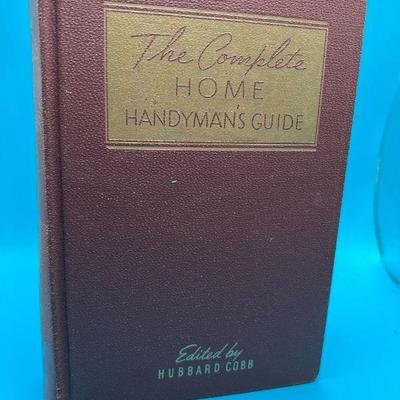 The Complete
HOME
HANDYMAN'S GUIDE
Edited by
HUBBARD COBB